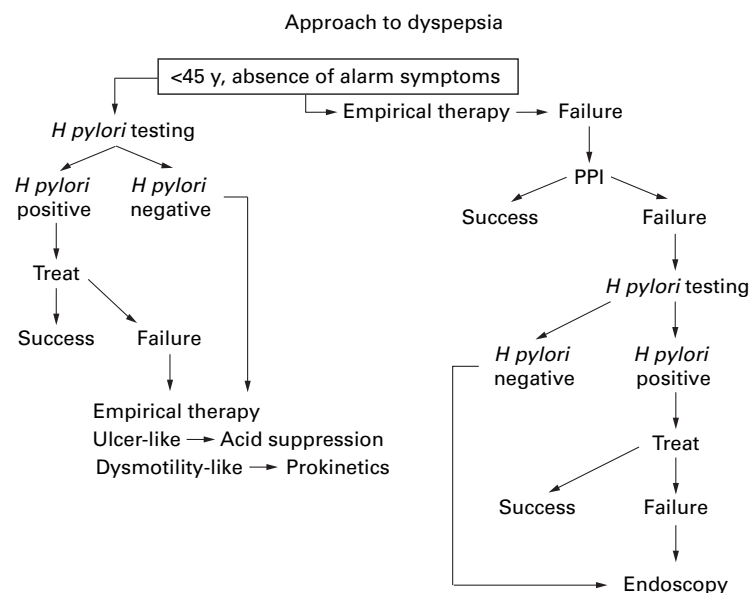 Approach to dyspepsia
<45 y, absence of alarm symptoms
Empirical therapy
Failure
H pylori testing
PPI
H pylori
positive
H pylori
negative
Success
Failure
Treat
H pylori testing
Success
Failure
H pylori
negative
H pylori
positive
Empirical therapy
Ulcer-like
Acid suppression
Dysmotility-like
Prokinetics
Treat
Success
Failure
Endoscopy